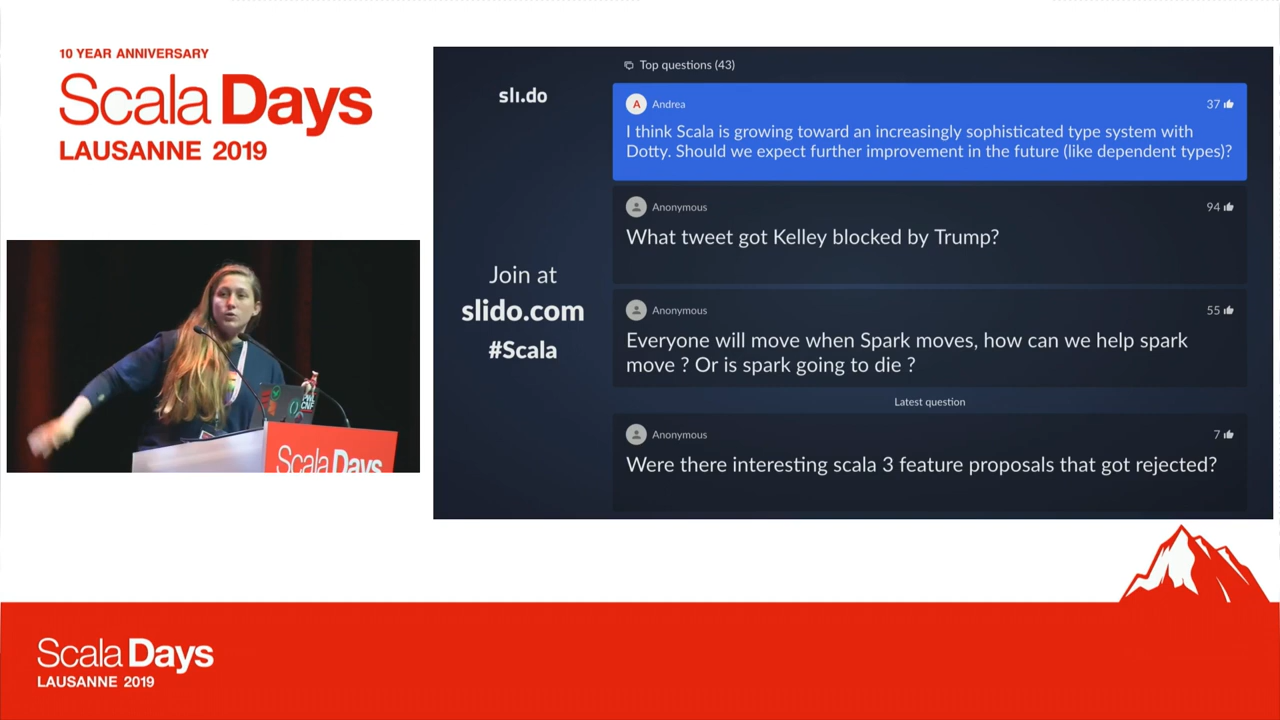 10 YEAR ANNIVERSARY
Scala Days
LAUSANNE 2019
sli.do
Join at
slido.com
#Scala
Top questions (43)
A Andrea 37
I think Scala is growing toward an increasingly sophisticated type system with
Dotty. Should we expect further improvement in the future (like dependent types)?
Anonymous 94
What tweet got Kelley blocked by Trump?
Anonymous 55
Everyone will move when Spark moves, how can we help spark
move ? Or is spark going to die ?
Latest question
Anonymous 7
Were there interesting scala 3 feature proposals that got rejected?
Scala Days
Scala Days
LAUSANNE 2019